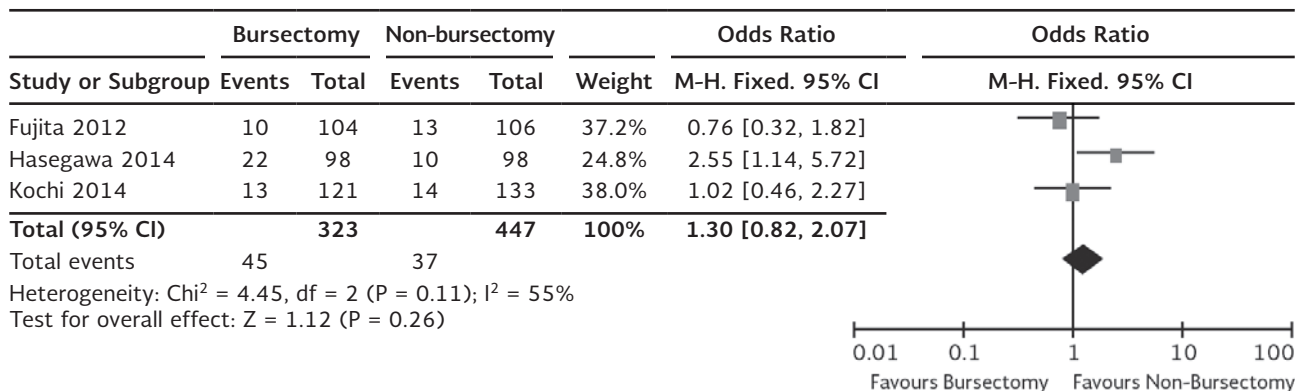 Bursectomy Non-bursectomy Odds Ratio Odds Ratio
Study or Subgroup Events Total Events Total Weight M-H. Fixed. 95% CI M-H. Fixed. 95% CI
Fujita 2012 10 104 13 106 37.2% 0.76 [0.32, 1.82]
Hasegawa 2014 22 98 10 98 24.8% 2.55 [1.14, 5.72]
Kochi 2014 13 121 14 133 38.0% 1.02 [0.46, 2.27]
Total (95% CI) 323 447 100% 1.30 [0.82, 2.07]
Total events 45 37
Heterogeneity: Chi² = 4.45, df = 2 (P = 0.11); I² = 55%
Test for overall effect: Z = 1.12 (P = 0.26)
0.01 0.1 1 10 100
Favours Bursectomy Favours Non-Bursectomy